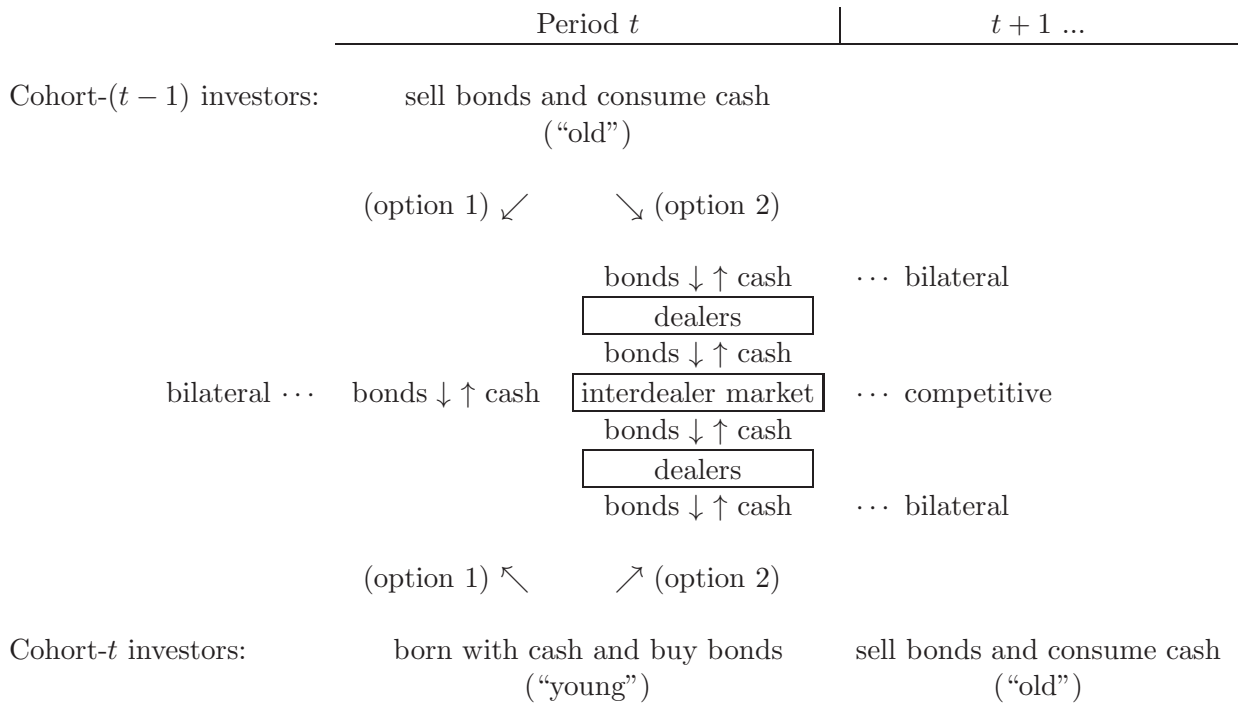 Period t t + 1 ...
Cohort-(t − 1) investors: sell bonds and consume cash
(“old”)
(option 1) ↙ ↘ (option 2)
bonds ↓ ↑ cash ⋯ bilateral
dealers
bonds ↓ ↑ cash
bilateral ⋯ bonds ↓ ↑ cash interdealer market ⋯ competitive
bonds ↓ ↑ cash
dealers
bonds ↓ ↑ cash ⋯ bilateral
(option 1) ↖ ↗ (option 2)
Cohort-t investors: born with cash and buy bonds sell bonds and consume cash
(“young”) (“old”)